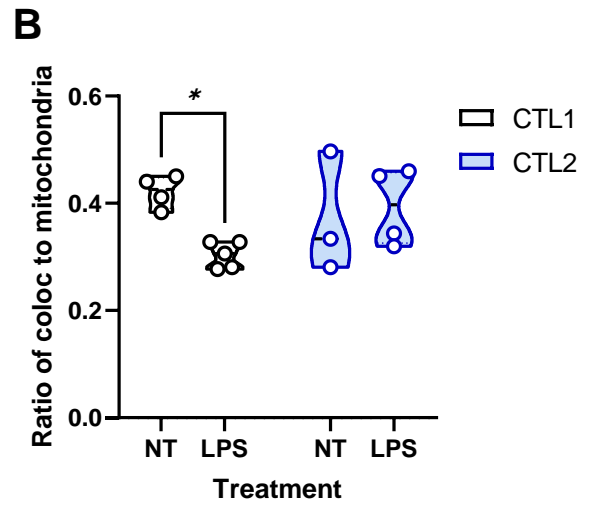 B
Ratio of coloc to mitochondria
0.6
0.4
0.2
0.0
*
NT LPS NT LPS
Treatment
CTL1
CTL2